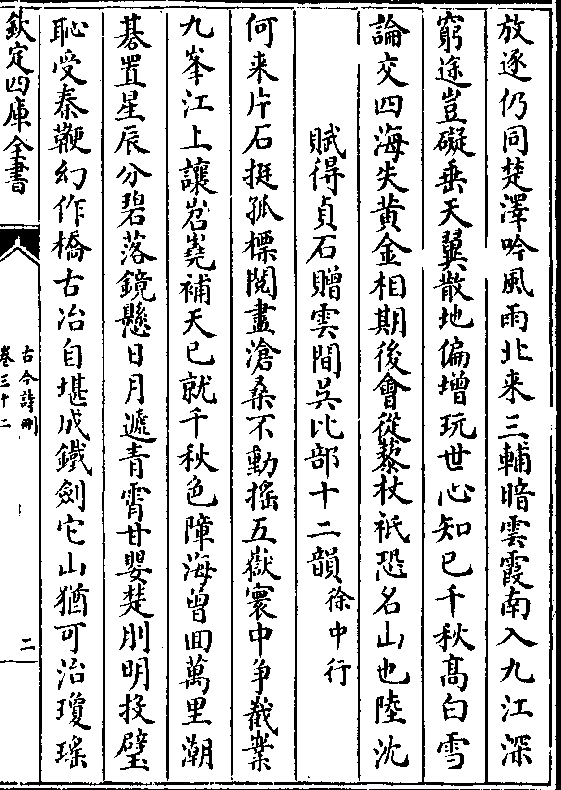 放逐仍同楚澤吟風雨北来三輔暗雲霞南入九江深
窮途豈礙垂天翼散地偏增玩世心知已千秋髙白雪
論交四海失黄金相期後會從藜杖祇恐名山也陸沈
賦得貞石贈雲間吳比部十二韻徐中行
何来片石挺孤標閲盡滄桑不動揺五嶽寰中争巀嶪
九峯江上讓岧嶤補天已就千秋色障海曾回萬里潮
碁置星辰分碧落鏡懸日月遞青霄甘嬰楚刖明投璧
恥受秦鞭幻作橋古冶自堪成鐵劍它山猶可治瓊瑶
欽定四庫全書
古今詩刪
卷三十二
二